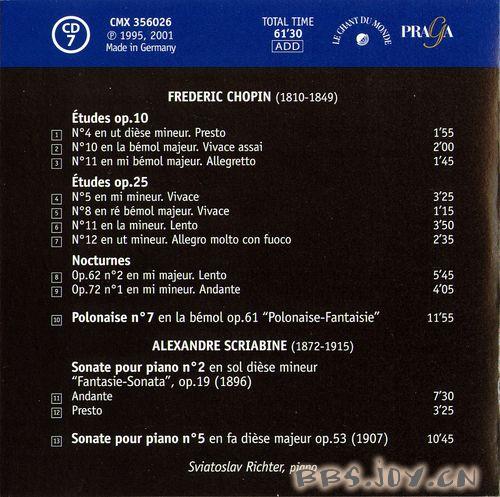 CD
7
CMX 356026
℗ 1995, 2001
Made in Germany
TOTAL TIME
61'30
ADD
LE CHANT DU MONDE
PRAGA
FREDERIC CHOPIN (1810-1849)
Études op.10
1 N°4 en ut dièse mineur. Presto 1'55
2 N°10 en la bémol majeur. Vivace assai 2'00
3 N°11 en mi bémol majeur. Allegretto 1'45
Études op.25
4 N°5 en mi mineur. Vivace 3'25
5 N°8 en ré bémol majeur. Vivace 1'15
6 N°11 en la mineur. Lento 3'50
7 N°12 en ut mineur. Allegro molto con fuoco 2'35
Nocturnes
8 Op.62 n°2 en mi majeur. Lento 5'45
9 Op.72 n°1 en mi mineur. Andante 4'05
10 Polonaise n°7 en la bémol op.61 "Polonaise-Fantaisie" 11'55
ALEXANDRE SCRIABINE (1872-1915)
Sonate pour piano n°2 en sol dièse mineur
"Fantasie-Sonata", op.19 (1896)
11 Andante 7'30
12 Presto 3'25
13 Sonate pour piano n°5 en fa dièse majeur op.53 (1907) 10'45
Sviatoslav Richter, piano
BBS.JOY.CN